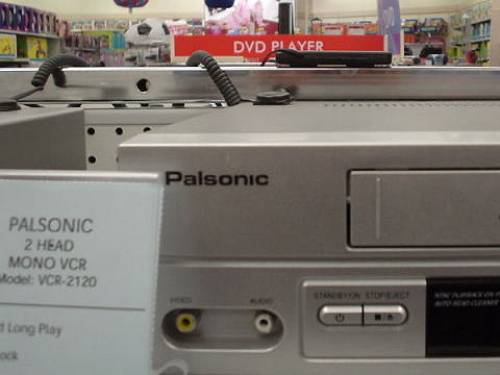 DVD PLAYER
Palsonic
PALSONIC
2 HEAD
MONO VCR
Model: VCR-2120
d Long Play
ock
VIDEO
AUDIO
STANDBY/ON STOP/EJECT